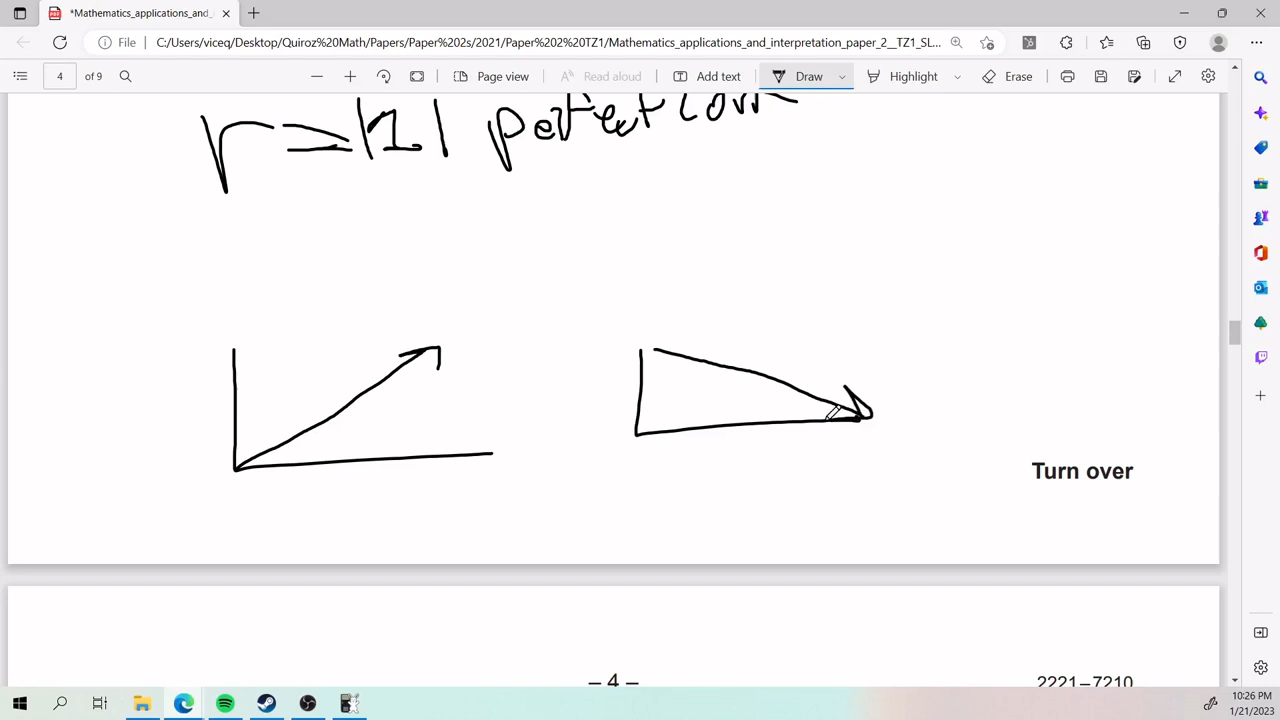 *Mathematics_applications_and_
File C:/Users/viceq/Desktop/Quiroz%20Math/Papers/Paper%202s/2021/Paper%202%20TZ1/Mathematics_applications_and_interpretation_paper_2__TZ1_SL...
4 of 9 Page view Read aloud Add text Draw Highlight Erase
r = |1|
Turn over
– 4 –
2221–7210
10:26 PM
1/21/2023